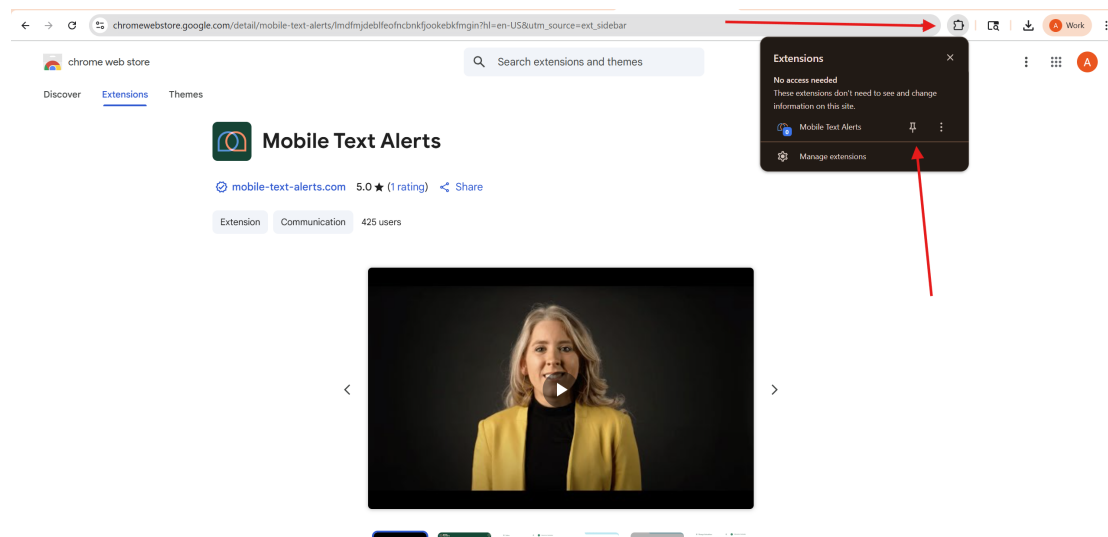 chromewebstore.google.com/detail/mobile-text-alerts/lmdfmjdeblfeofncbnkfjookebkfmgin?hl=en-US&utm_source=ext_sidebar
A Work
chrome web store
Search extensions and themes
A
Discover Extensions Themes
Extensions
No access needed
These extensions don't need to see and change
information on this site.
Mobile Text Alerts
Manage extensions
Mobile Text Alerts
mobile-text-alerts.com 5.0 ★ (1 rating) Share
Extension Communication 425 users